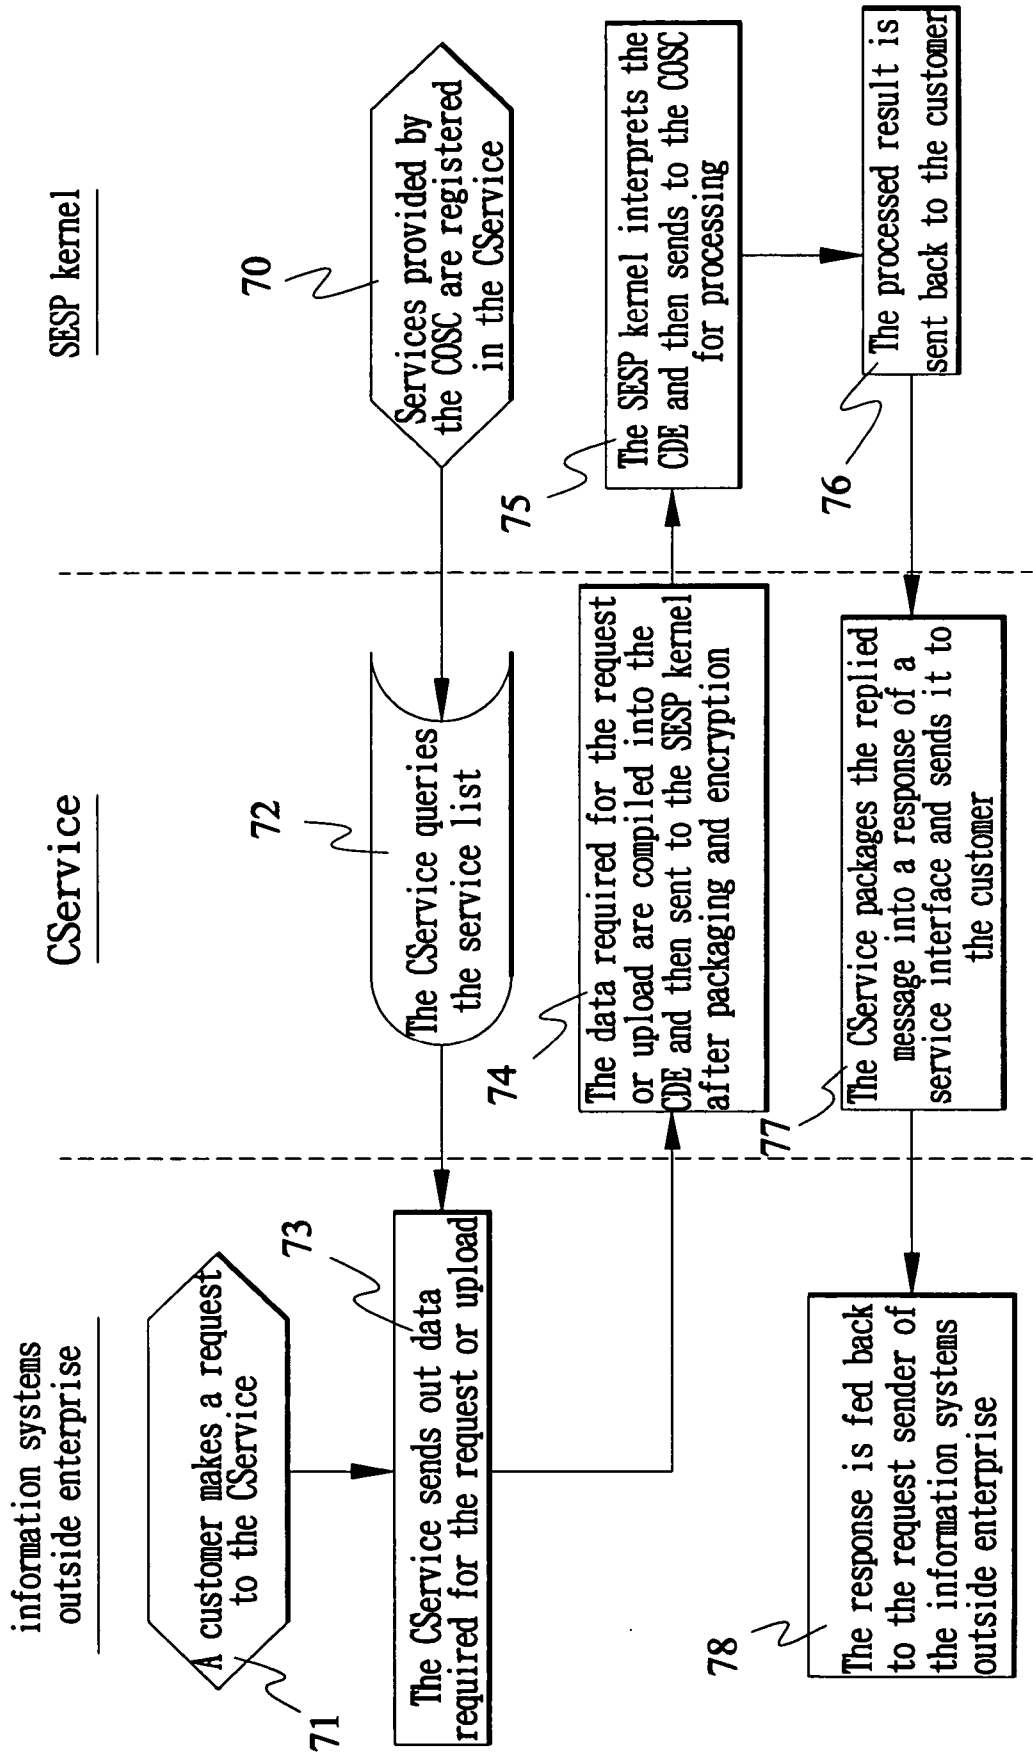 information systems
outside enterprise
CService
SESP kernel
71
A customer makes a request
to the CService
72
The CService queries
the service list
70
Services provided by
the COSC are registered
in the CService
73
The CService sends out data
required for the request or upload
74
The data required for the request
or upload are compiled into the
CDE and then sent to the SESP kernel
after packaging and encryption
75
The SESP kernel interprets the
CDE and then sends to the COSC
for processing
78
The response is fed back
to the request sender of
the information systems
outside enterprise
77
The CService packages the replied
message into a response of a
service interface and sends it to
the customer
76
The processed result is
sent back to the customer